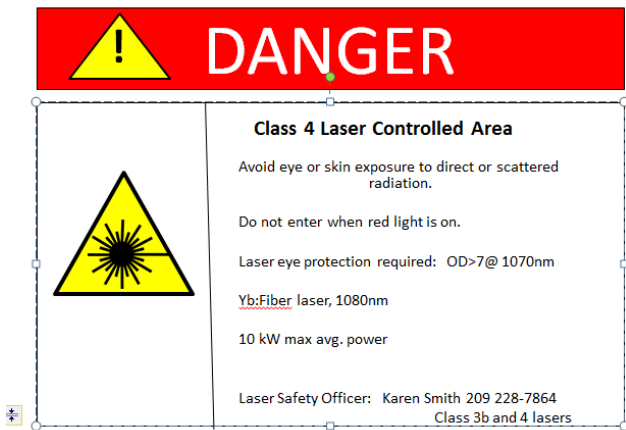 ! DANGER
Class 4 Laser Controlled Area
Avoid eye or skin exposure to direct or scattered
radiation.
Do not enter when red light is on.
Laser eye protection required: OD>7@ 1070nm
Yb:Fiber laser, 1080nm
10 kW max avg. power
Laser Safety Officer: Karen Smith 209 228-7864
Class 3b and 4 lasers